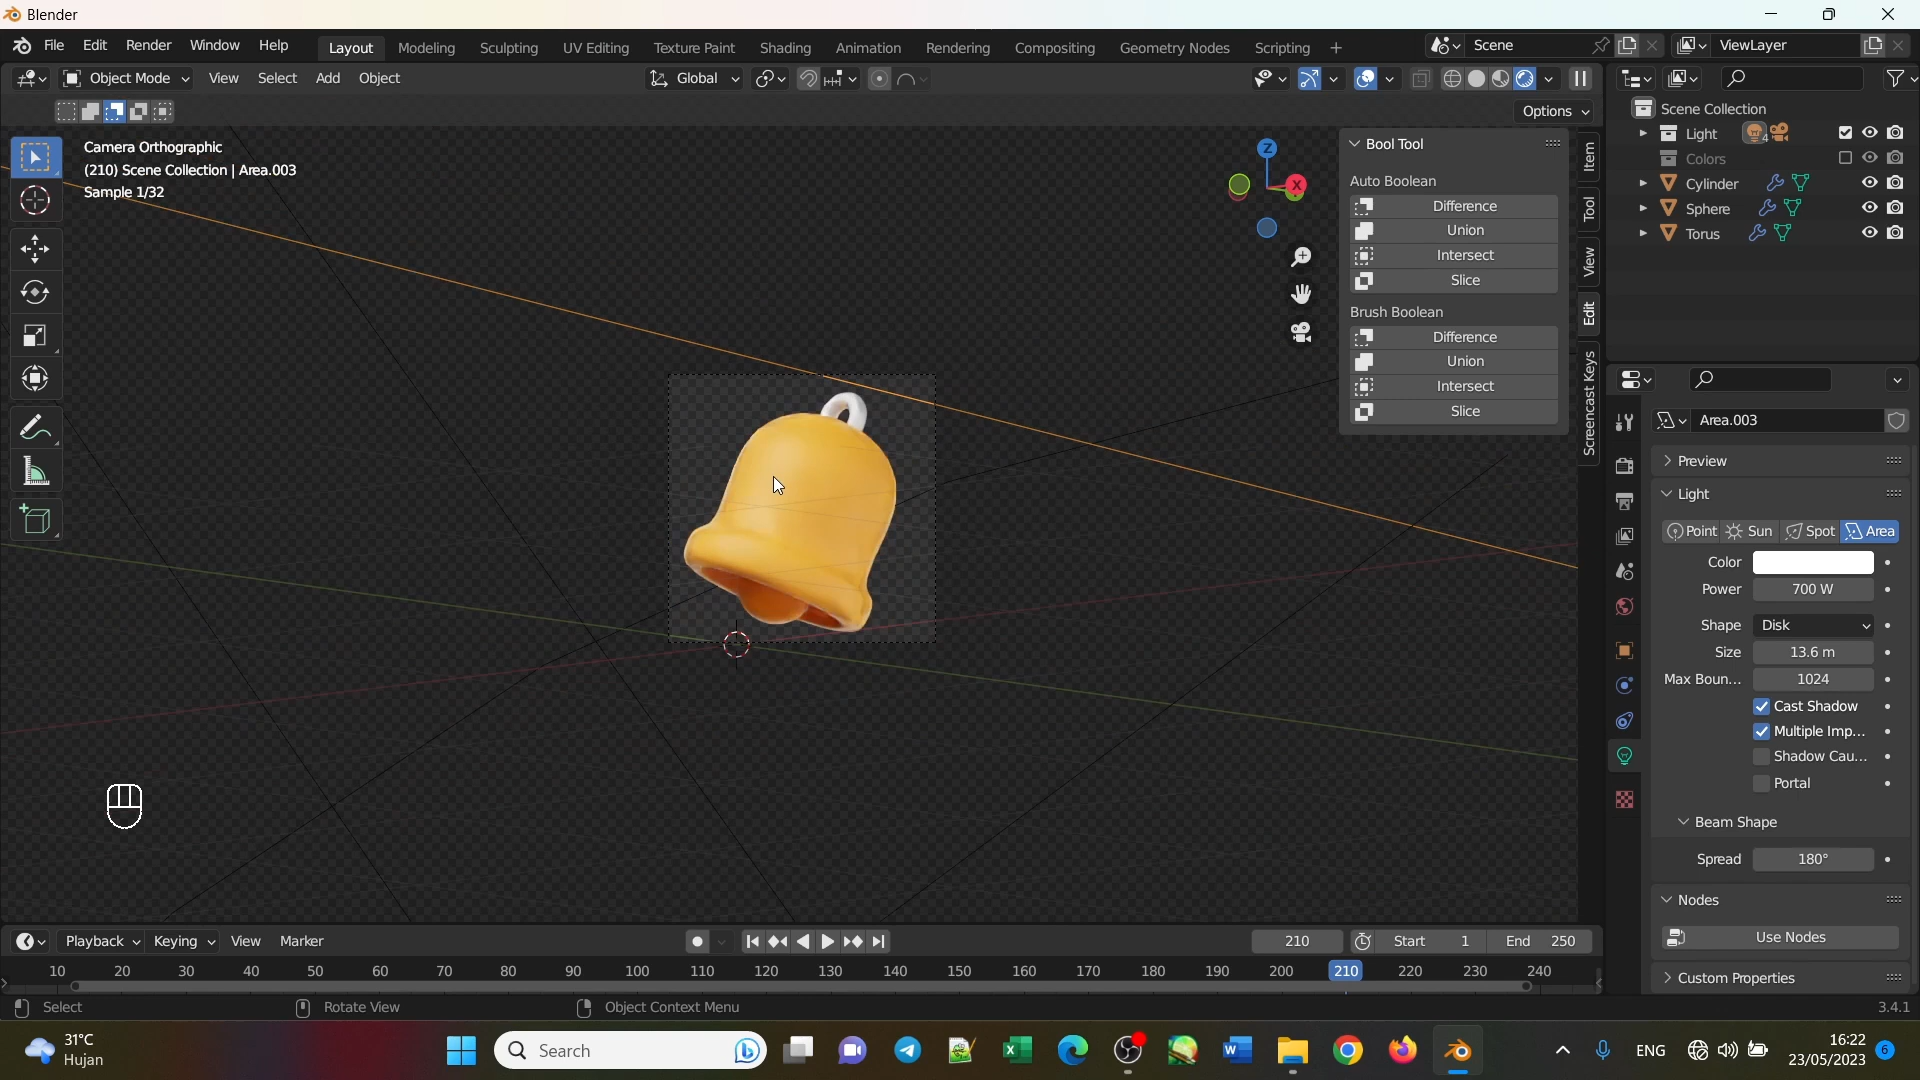 Blender
File Edit Render Window Help Layout Modeling Sculpting UV Editing Texture Paint Shading Animation Rendering Compositing Geometry Nodes Scripting + Scene ViewLayer
Object Mode View Select Add Object Global
Options
Camera Orthographic
(210) Scene Collection | Area.003
Sample 1/32
Z
X
Bool Tool
Auto Boolean
Difference
Union
Intersect
Slice
Brush Boolean
Difference
Union
Intersect
Slice
Item
Tool
View
Edit
Screencast Keys
Scene Collection
Light 4
Colors
Cylinder
Sphere
Torus
Area.003
Preview
Light
Point Sun Spot Area
Color
Power 700 W
Shape Disk
Size 13.6 m
Max Boun... 1024
Cast Shadow
Multiple Imp...
Shadow Cau...
Portal
Beam Shape
Spread 180°
Nodes
Use Nodes
Custom Properties
Playback Keying View Marker 210 Start 1 End 250
10 20 30 40 50 60 70 80 90 100 110 120 130 140 150 160 170 180 190 200 210 220 230 240
Select Rotate View Object Context Menu 3.4.1
31°C
Hujan
Search
ENG
16:22
23/05/2023
6